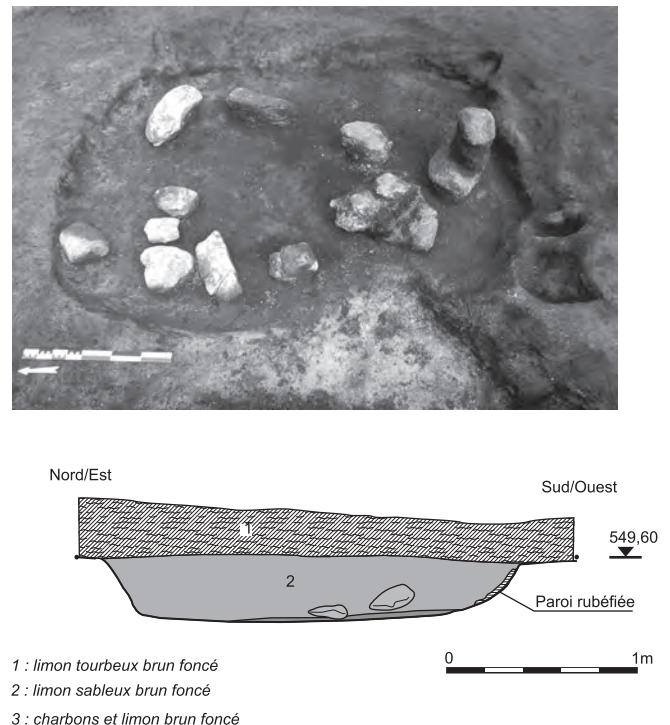 Nord/Est
Sud/Ouest
1
549,60
2
Paroi rubéfiée
0 1m
1 : limon tourbeux brun foncé
2 : limon sableux brun foncé
3 : charbons et limon brun foncé